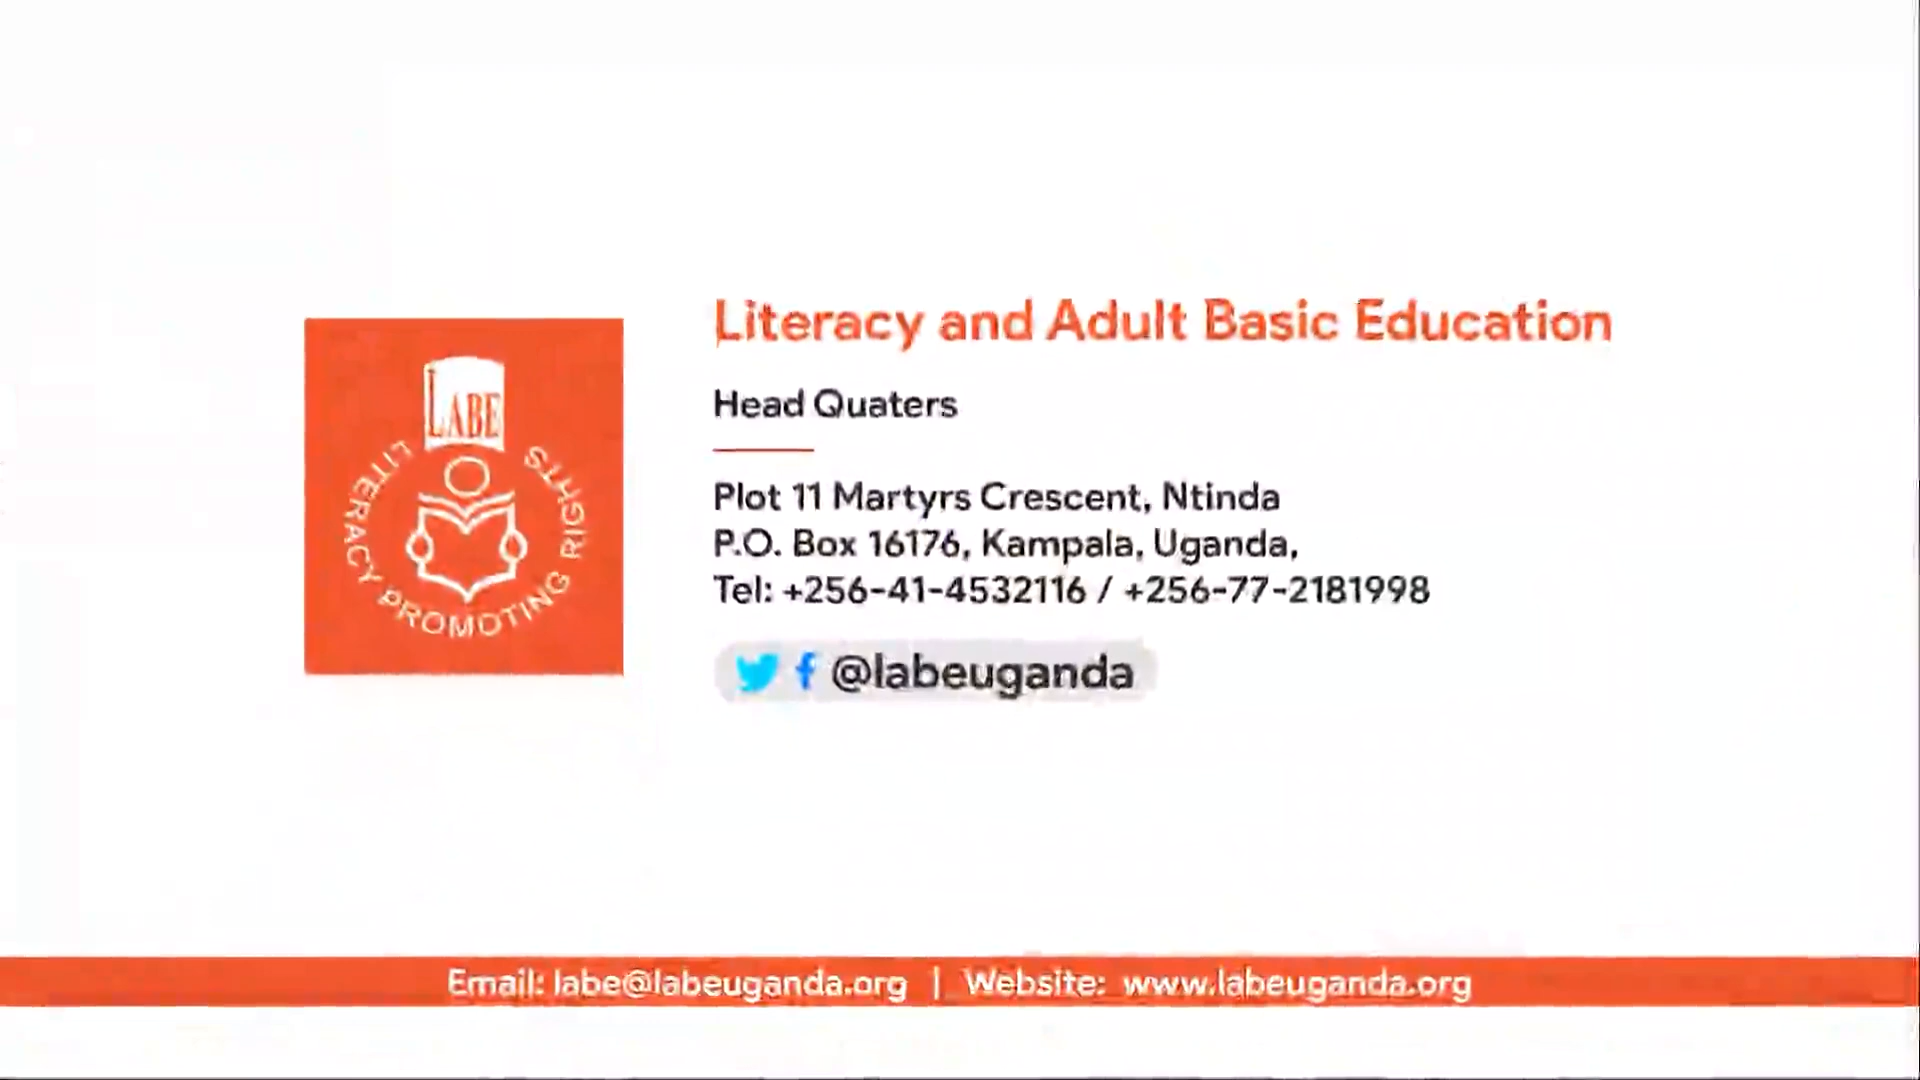 Literacy and Adult Basic Education
Head Quaters
LABE
LITERACY PROMOTING RIGHTS
Plot 11 Martyrs Crescent, Ntinda
P.O. Box 16176, Kampala, Uganda,
Tel: +256-41-4532116 / +256-77-2181998
@labeuganda
Email: labe@labeuganda.org | Website: www.labeuganda.org